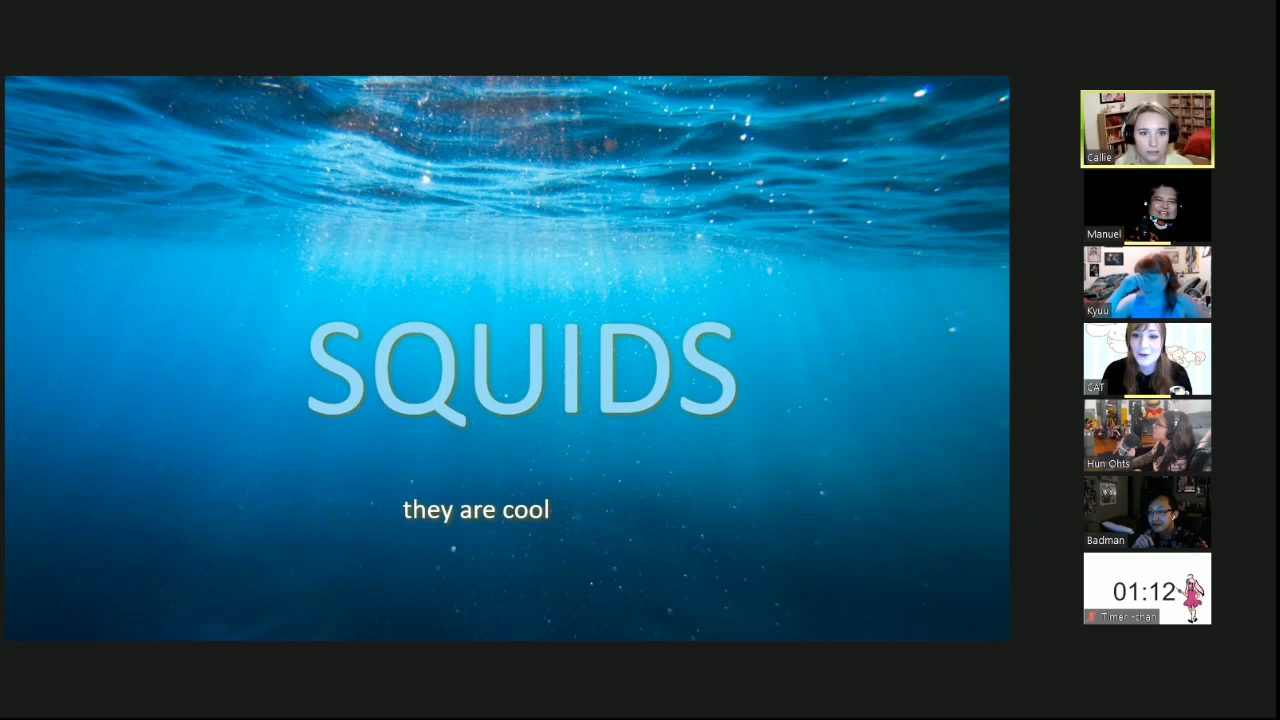 SQUIDS
they are cool
Callie
Manuel
Kyuu
CAT
Hun Ohts
Badman
01:12
Timer -chan